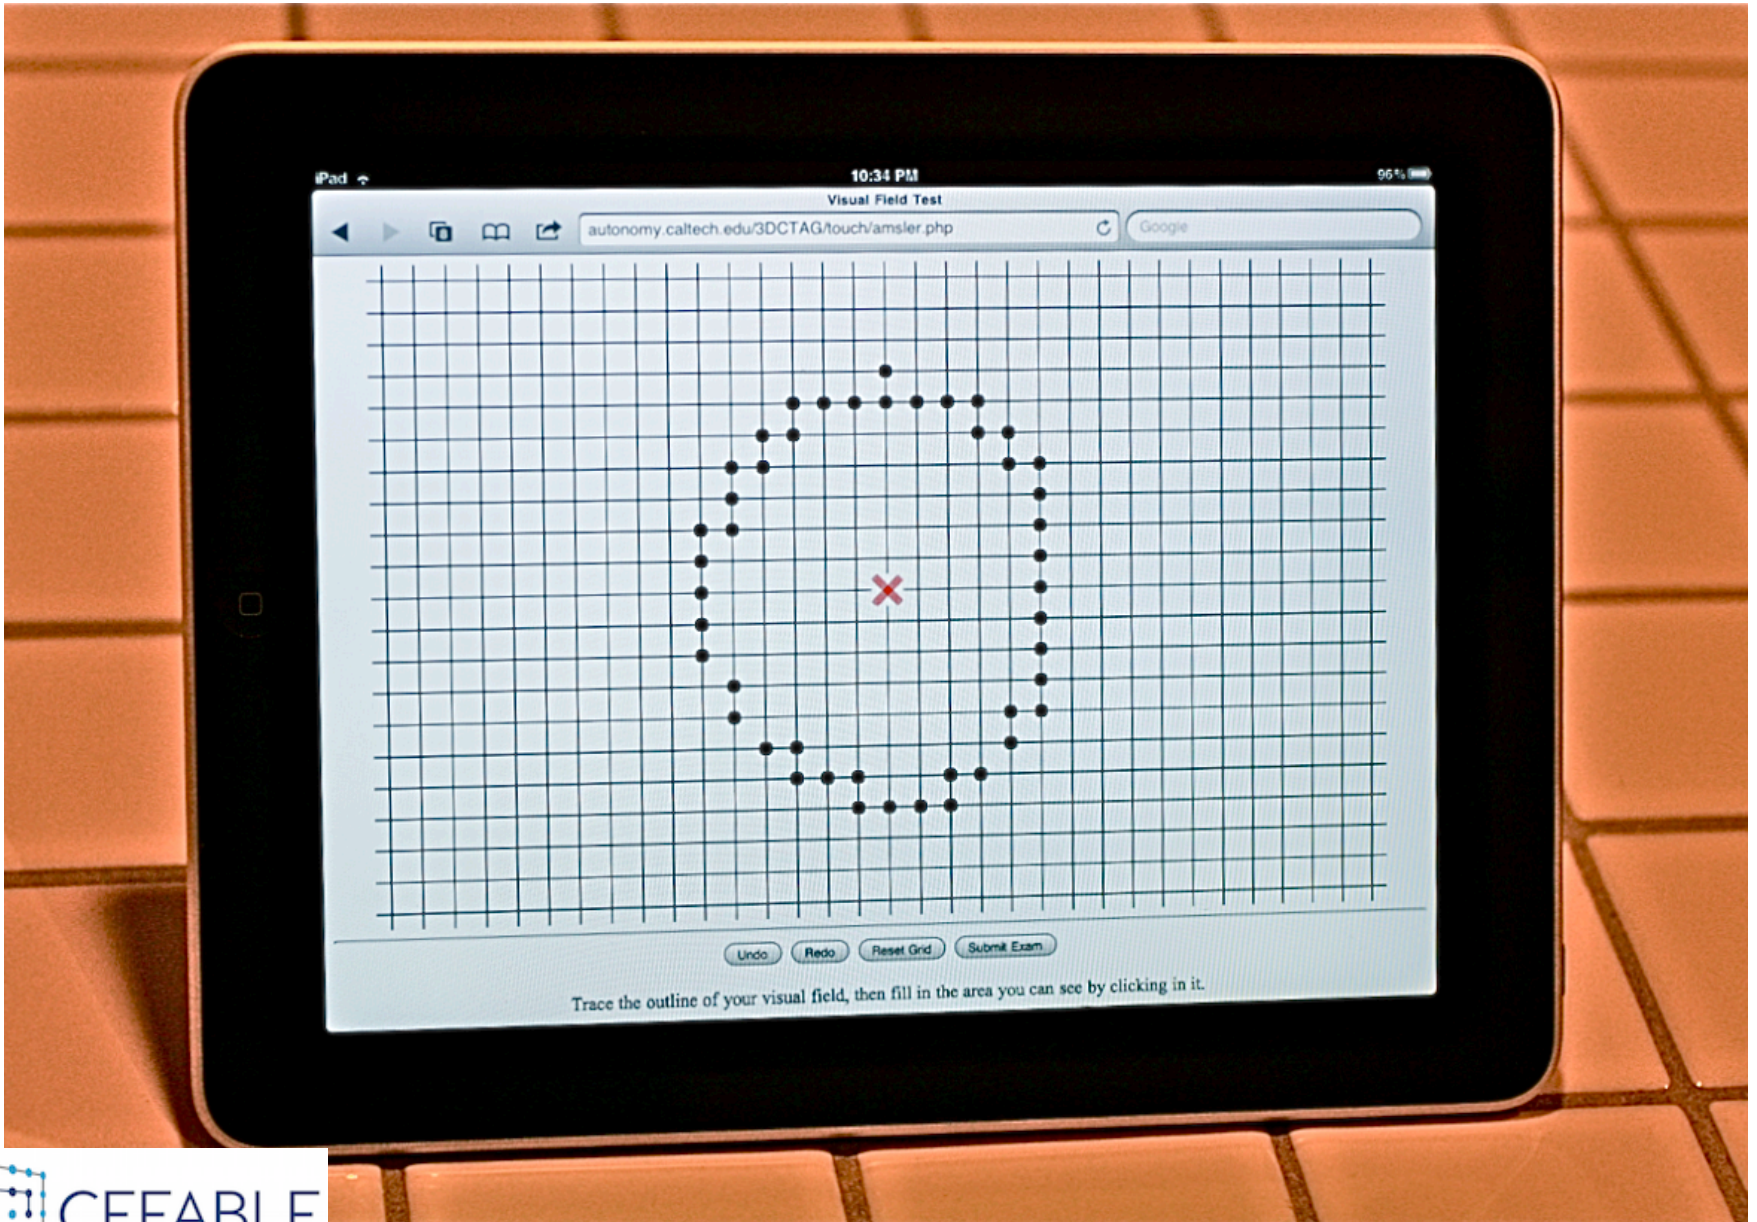 iPad 10:34 PM 96%
Visual Field Test
autonomy.caltech.edu/3DCTAG/touch/amsler.php Google
Undo Redo Reset Grid Submit Exam
Trace the outline of your visual field, then fill in the area you can see by clicking in it.
CEEABLE